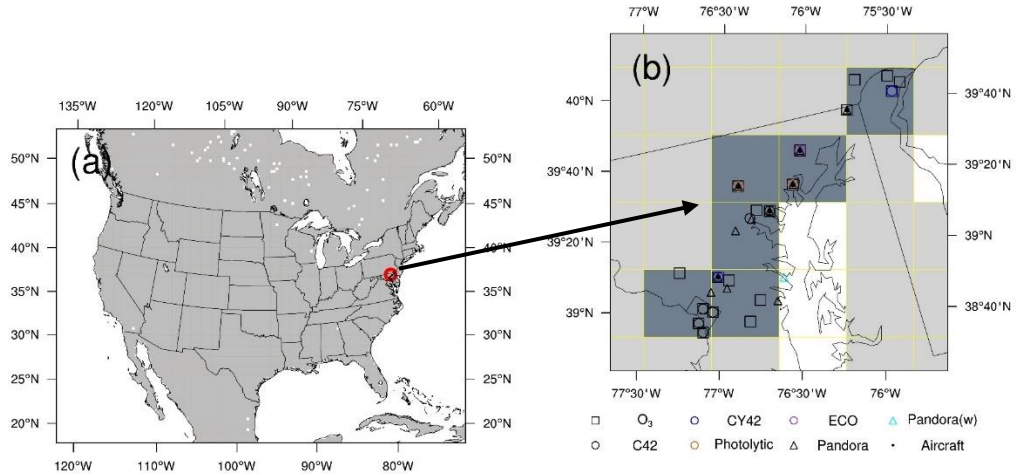 77°W 76°30'W 76°W 75°30'W
(b)
40°N 39°40'N
39°40'N 39°20'N
39°20'N 39°N
39°N 38°40'N
77°30'W 77°W 76°30'W 76°W
135°W 120°W 105°W 90°W 75°W 60°W
(a)
50°N 50°N
45°N 45°N
40°N 40°N
35°N 35°N
30°N 30°N
25°N 25°N
20°N 20°N
120°W 110°W 100°W 90°W 80°W
O₃ CY42 ECO Pandora(w)
C42 Photolytic Pandora Aircraft